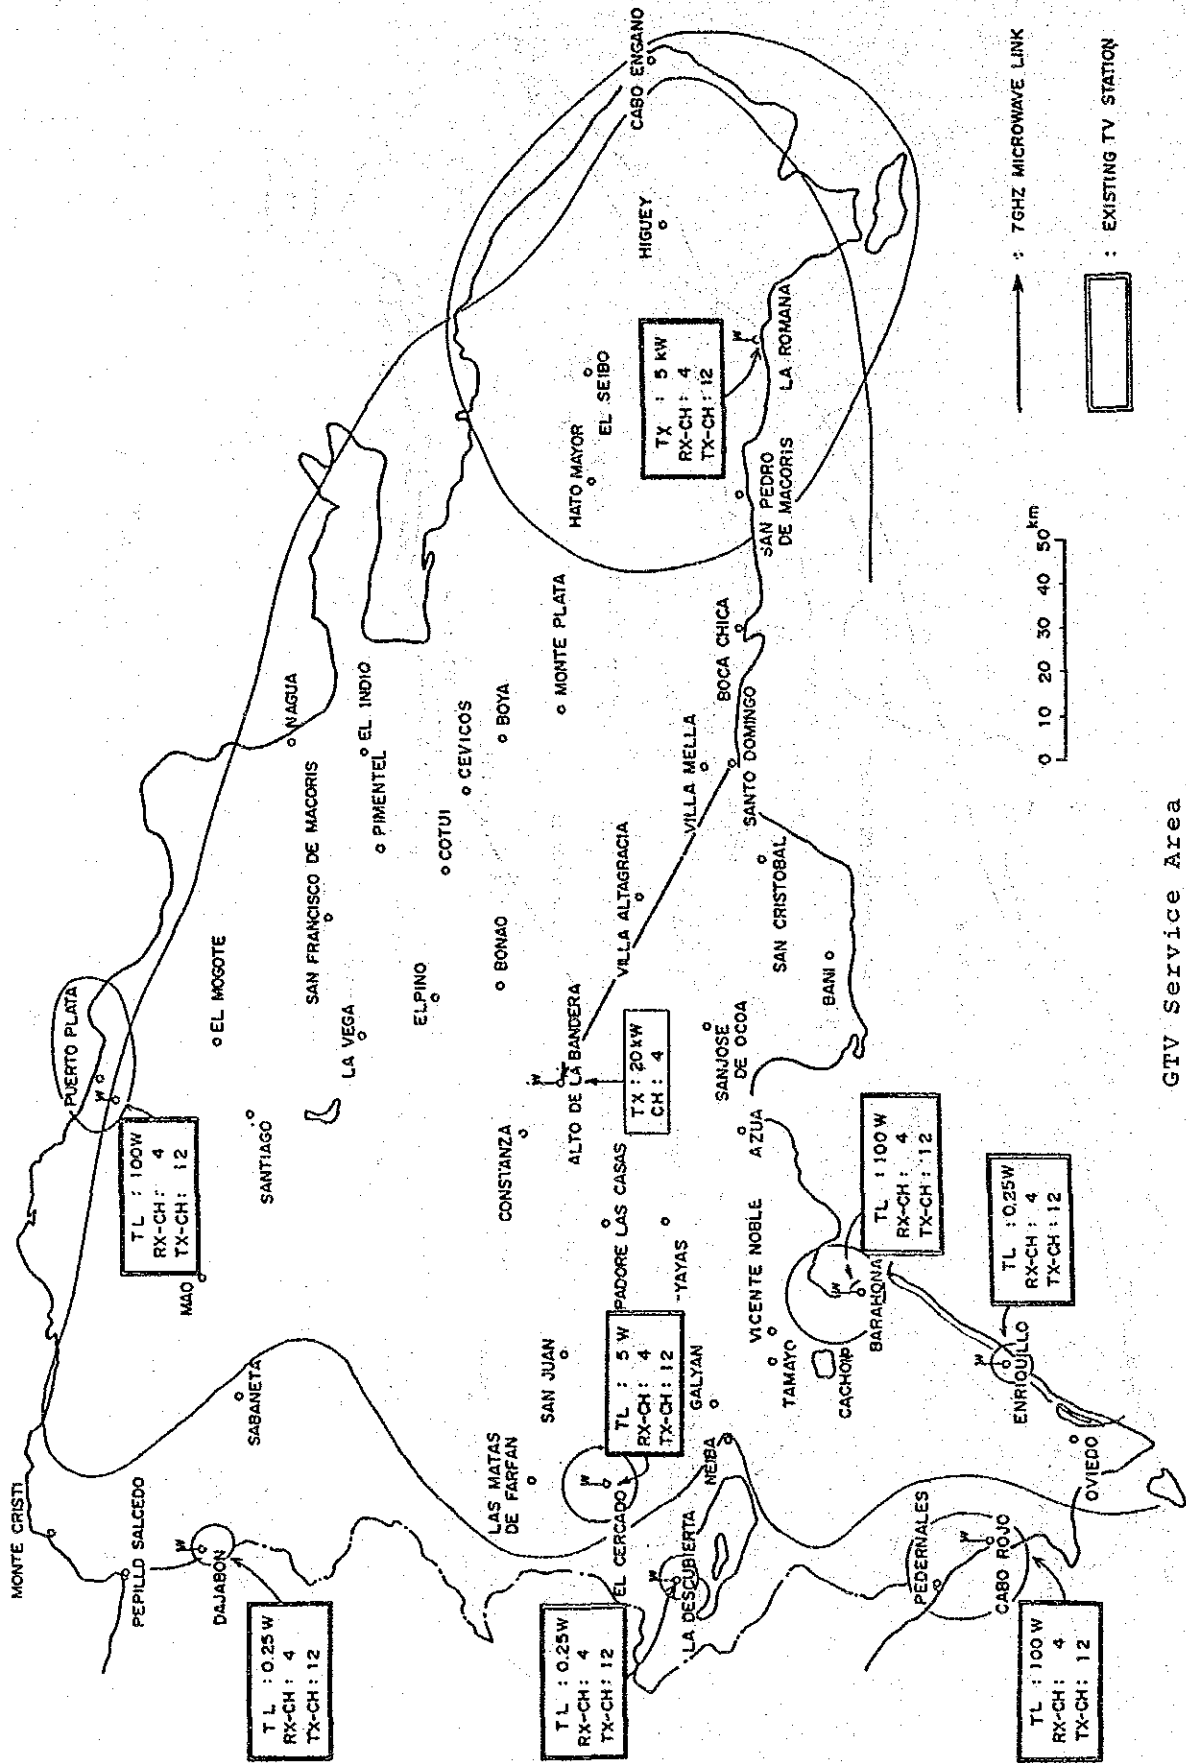 MONTE CRISTI
PEPILLO SALCEDO
DAJABON
TL : 0.25W
RX-CH : 4
TX-CH : 12
PUERTO PLATA
TL : 100W
RX-CH : 4
TX-CH : 12
MAO
SABANETA
SANTIAGO
EL MOGOTE
LA VEGA
SAN FRANCISCO DE MACORIS
NAGUA
PIMENTEL
EL INDIO
ELPINO
COTUI
CEVICOS
BONAO
BOYA
MONTE PLATA
CONSTANZA
ALTO DE LA BANDERA
TX : 20kW
CH : 4
VILLA ALTAGRACIA
VILLA MELLA
SANTO DOMINGO
BOCA CHICA
SAN CRISTOBAL
BANI
SANJOSE
DE OCOA
AZUA
PADORE LAS CASAS
-YAYAS
VICENTE NOBLE
TAMAYO
CACHON
GALYAN
NEIBA
SAN JUAN
LAS MATAS
DE FARFAN
EL CERCADO
TL : 5 W
RX-CH : 4
TX-CH : 12
LA DESCUBIERTA
TL : 0.25W
RX-CH : 4
TX-CH : 12
BARAHONA
TL : 100W
RX-CH : 4
TX-CH : 12
ENRIQUILLO
TL : 0.25W
RX-CH : 4
TX-CH : 12
OVIEDO
PEDERNALES
CABO ROJO
TL : 100 W
RX-CH : 4
TX-CH : 12
HATO MAYOR
EL SEIBO
HIGUEY
CABO ENGANO
TX : 5 kW
RX-CH : 4
TX-CH : 12
SAN PEDRO
DE MACORIS
LA ROMANA
0 10 20 30 40 50 km
: 7GHZ MICROWAVE LINK
: EXISTING TV STATION
GTV Service Area